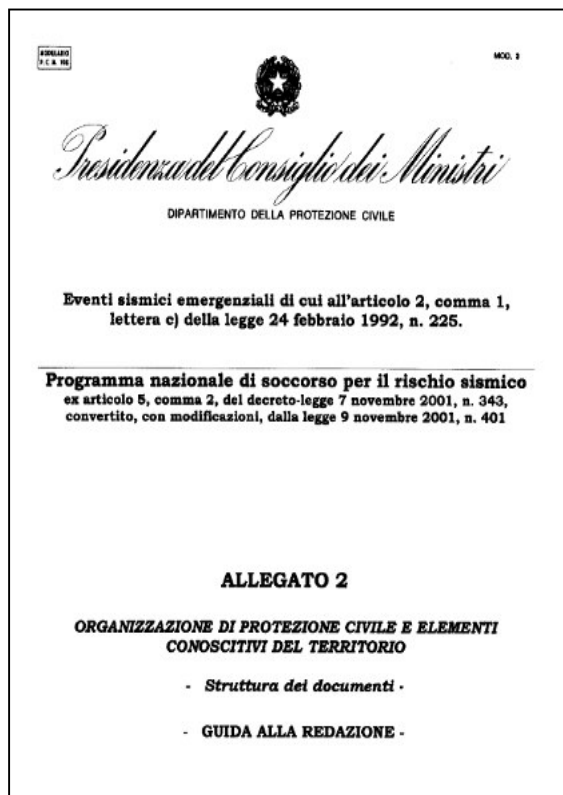 MODULARIO
P. C. M. 198
MOD. 3
Presidenza del Consiglio dei Ministri
DIPARTIMENTO DELLA PROTEZIONE CIVILE
Eventi sismici emergenziali di cui all'articolo 2, comma 1,
lettera c) della legge 24 febbraio 1992, n. 225.
Programma nazionale di soccorso per il rischio sismico
ex articolo 5, comma 2, del decreto-legge 7 novembre 2001, n. 343,
convertito, con modificazioni, dalla legge 9 novembre 2001, n. 401
ALLEGATO 2
ORGANIZZAZIONE DI PROTEZIONE CIVILE E ELEMENTI
CONOSCITIVI DEL TERRITORIO
- Struttura dei documenti -
- GUIDA ALLA REDAZIONE -